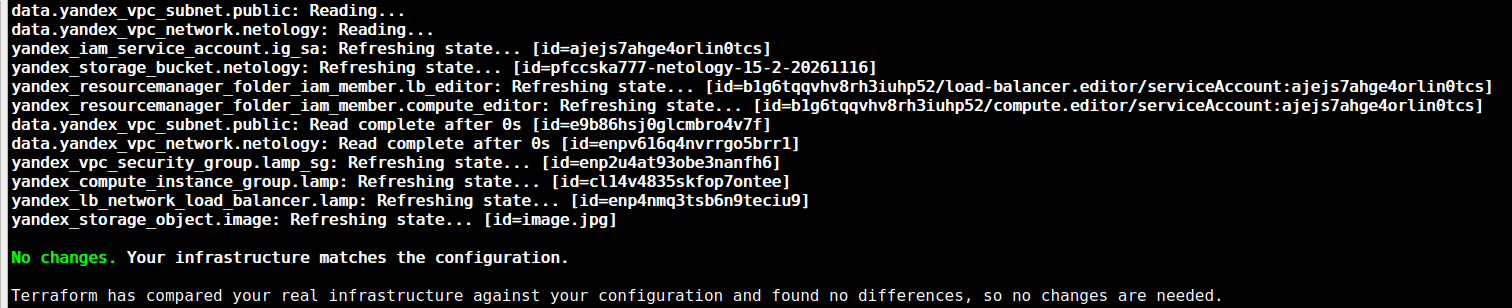 data.yandex_vpc_subnet.public: Reading...
data.yandex_vpc_network.netology: Reading...
yandex_iam_service_account.ig_sa: Refreshing state... [id=ajejs7ahge4orlin0tcs]
yandex_storage_bucket.netology: Refreshing state... [id=pfccska777-netology-15-2-20261116]
yandex_resourcemanager_folder_iam_member.lb_editor: Refreshing state... [id=b1g6tqqvhv8rh3iuhp52/load-balancer.editor/serviceAccount:ajejs7ahge4orlin0tcs]
yandex_resourcemanager_folder_iam_member.compute_editor: Refreshing state... [id=b1g6tqqvhv8rh3iuhp52/compute.editor/serviceAccount:ajejs7ahge4orlin0tcs]
data.yandex_vpc_subnet.public: Read complete after 0s [id=e9b86hsj0glcmbro4v7f]
data.yandex_vpc_network.netology: Read complete after 0s [id=enpv616q4nvrrgo5brr1]
yandex_vpc_security_group.lamp_sg: Refreshing state... [id=enp2u4at93obe3nanfh6]
yandex_compute_instance_group.lamp: Refreshing state... [id=cl14v4835skfop7ontee]
yandex_lb_network_load_balancer.lamp: Refreshing state... [id=enp4nmq3tsb6n9teciu9]
yandex_storage_object.image: Refreshing state... [id=image.jpg]
No changes. Your infrastructure matches the configuration.
Terraform has compared your real infrastructure against your configuration and found no differences, so no changes are needed.